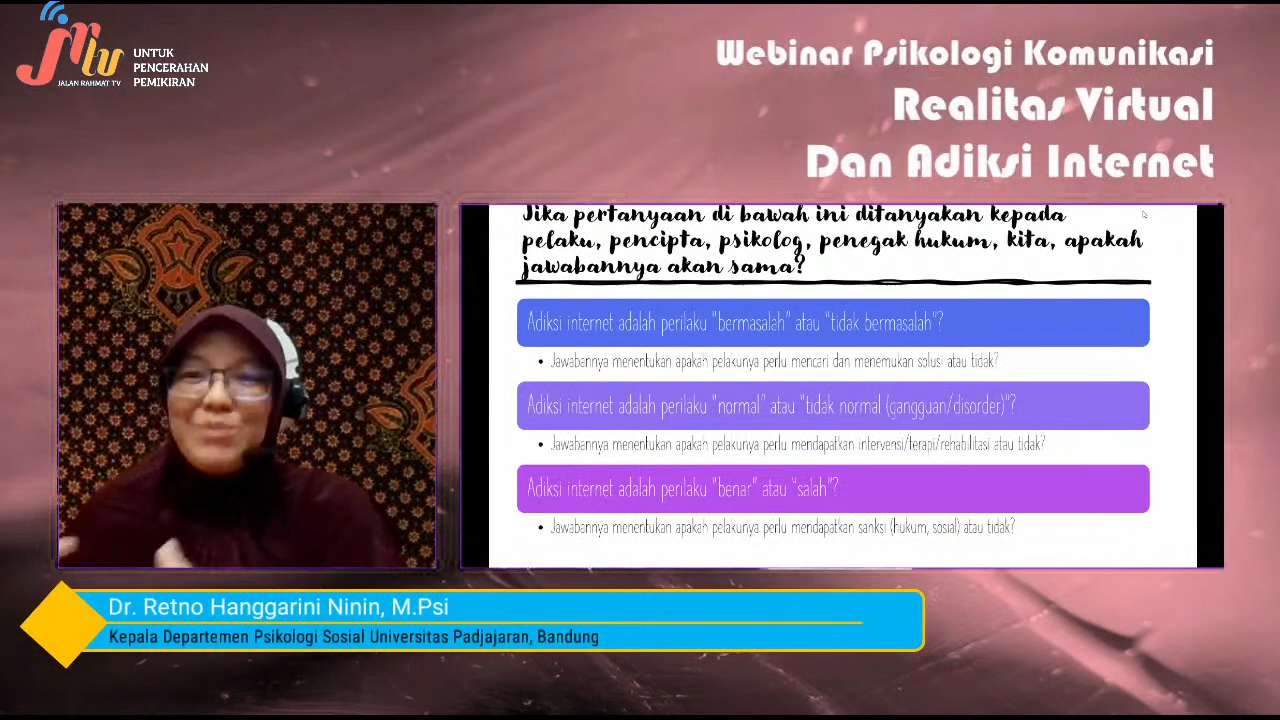 jrtv
JALAN RAHMAT TV
UNTUK
PENCERAHAN
PEMIKIRAN
Webinar Psikologi Komunikasi
Realitas Virtual
Dan Adiksi Internet
Jika pertanyaan di bawah ini ditanyakan kepada
pelaku, pencipta, psikolog, penegak hukum, kita, apakah
jawabannya akan sama?
Adiksi internet adalah perilaku "bermasalah" atau "tidak bermasalah"?
• Jawabannya menentukan apakah pelakunya perlu mencari dan menemukan solusi atau tidak?
Adiksi internet adalah perilaku "normal" atau "tidak normal (gangguan/disorder)"?
• Jawabannya menentukan apakah pelakunya perlu mendapatkan intervensi/terapi/rehabilitasi atau tidak?
Adiksi internet adalah perilaku "benar" atau "salah"?
• Jawabannya menentukan apakah pelakunya perlu mendapatkan sanksi (hukum, sosial) atau tidak?
Dr. Retno Hanggarini Ninin, M.Psi
Kepala Departemen Psikologi Sosial Universitas Padjajaran, Bandung